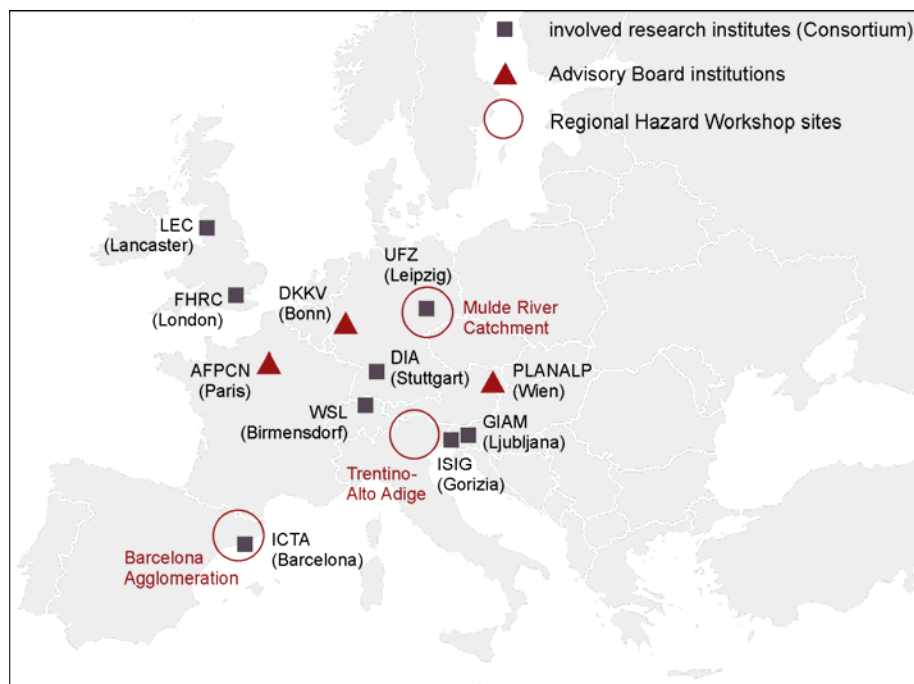 involved research institutes (Consortium)
Advisory Board institutions
Regional Hazard Workshop sites
LEC
(Lancaster)
FHRC
(London)
DKKV
(Bonn)
UFZ
(Leipzig)
Mulde River
Catchment
AFPCN
(Paris)
DIA
(Stuttgart)
PLANALP
(Wien)
WSL
(Birmensdorf)
GIAM
(Ljubljana)
ISIG
(Gorizia)
Trentino-
Alto Adige
ICTA
(Barcelona)
Barcelona
Agglomeration